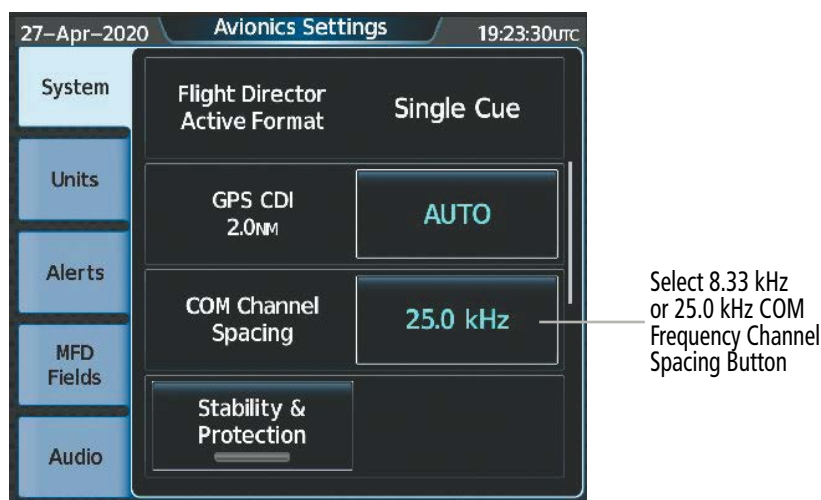 27-Apr-2020 Avionics Settings 19:23:30UTC
System
Flight Director
Active Format
Single Cue
Units
GPS CDI
2.0NM
AUTO
Alerts
COM Channel
Spacing
25.0 kHz
Select 8.33 kHz
or 25.0 kHz COM
Frequency Channel
Spacing Button
MFD
Fields
Stability &
Protection
Audio